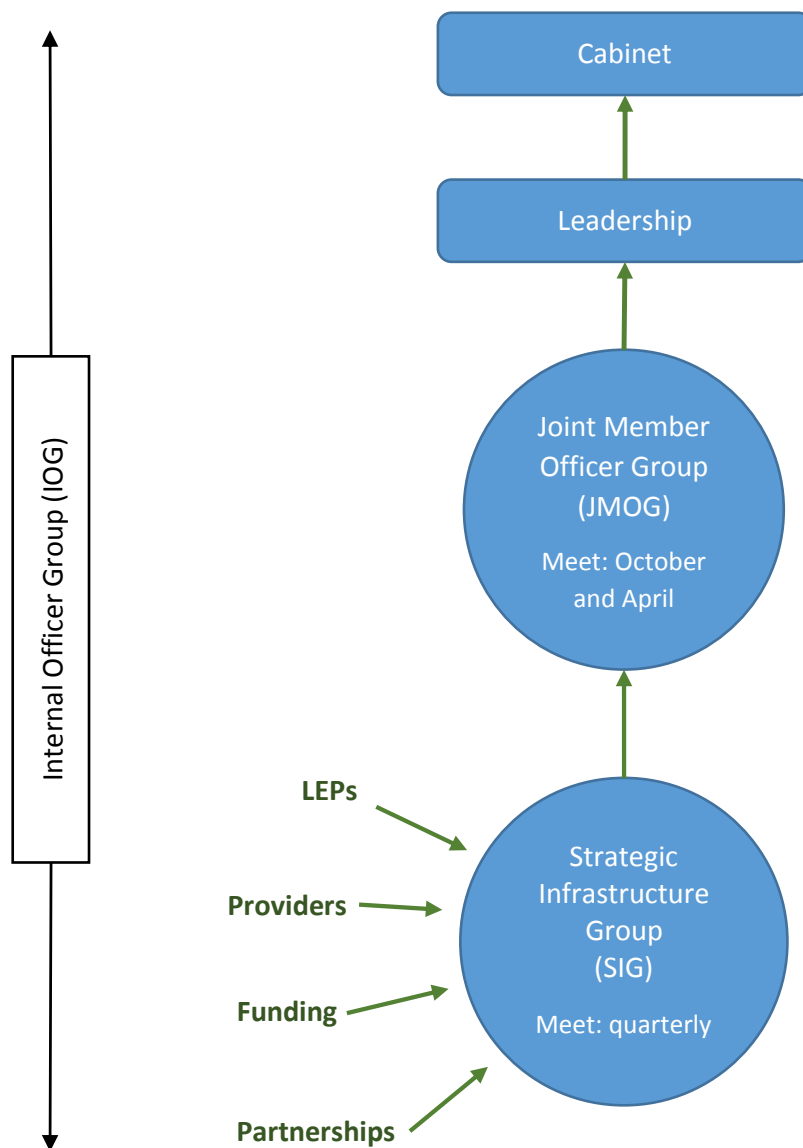 Cabinet
Leadership
Joint Member
Officer Group
(JMOG)
Meet: October
and April
Internal Officer Group (IOG)
LEPs
Providers
Funding
Partnerships
Strategic
Infrastructure
Group
(SIG)
Meet: quarterly